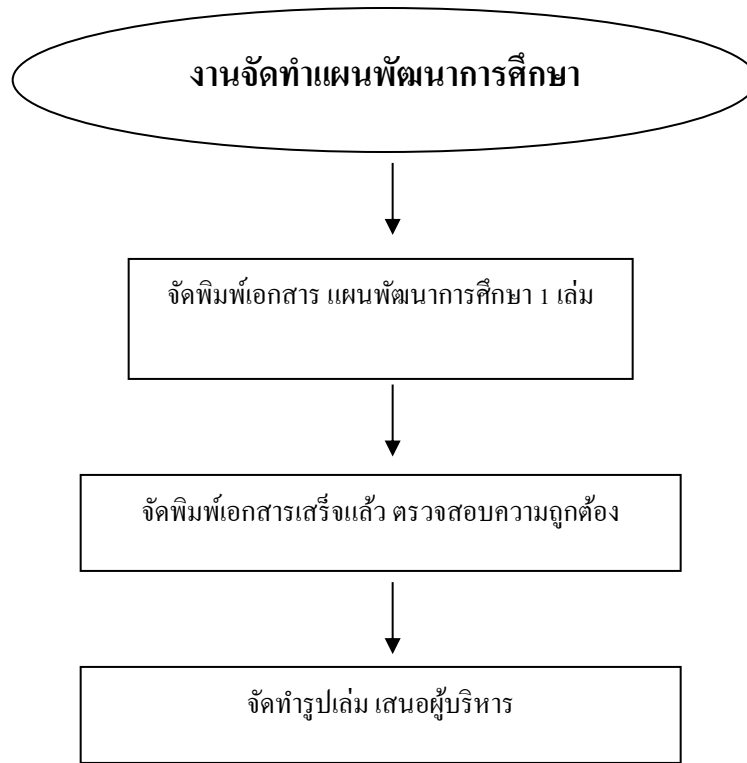 งานจัดทำแผนพัฒนาการศึกษา
จัดพิมพ์เอกสาร แผนพัฒนาการศึกษา 1 เล่ม
จัดพิมพ์เอกสารเสร็จแล้ว ตรวจสอบความถูกต้อง
จัดทำรูปเล่ม เสนอผู้บริหาร